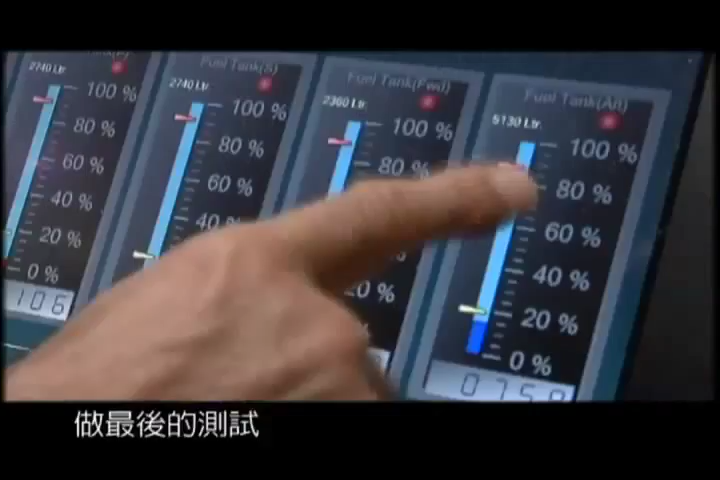 Fuel Tank(S)
Fuel Tank(Fwd)
Fuel Tank(Aft)
2740 Ltr.
2740 Ltr.
2360 Ltr.
5130 Ltr.
100 %
80 %
60 %
40 %
20 %
0 %
106
100 %
80 %
60 %
40 %
100 %
80 %
100 %
80 %
60 %
40 %
20 %
0 %
做最後的測試